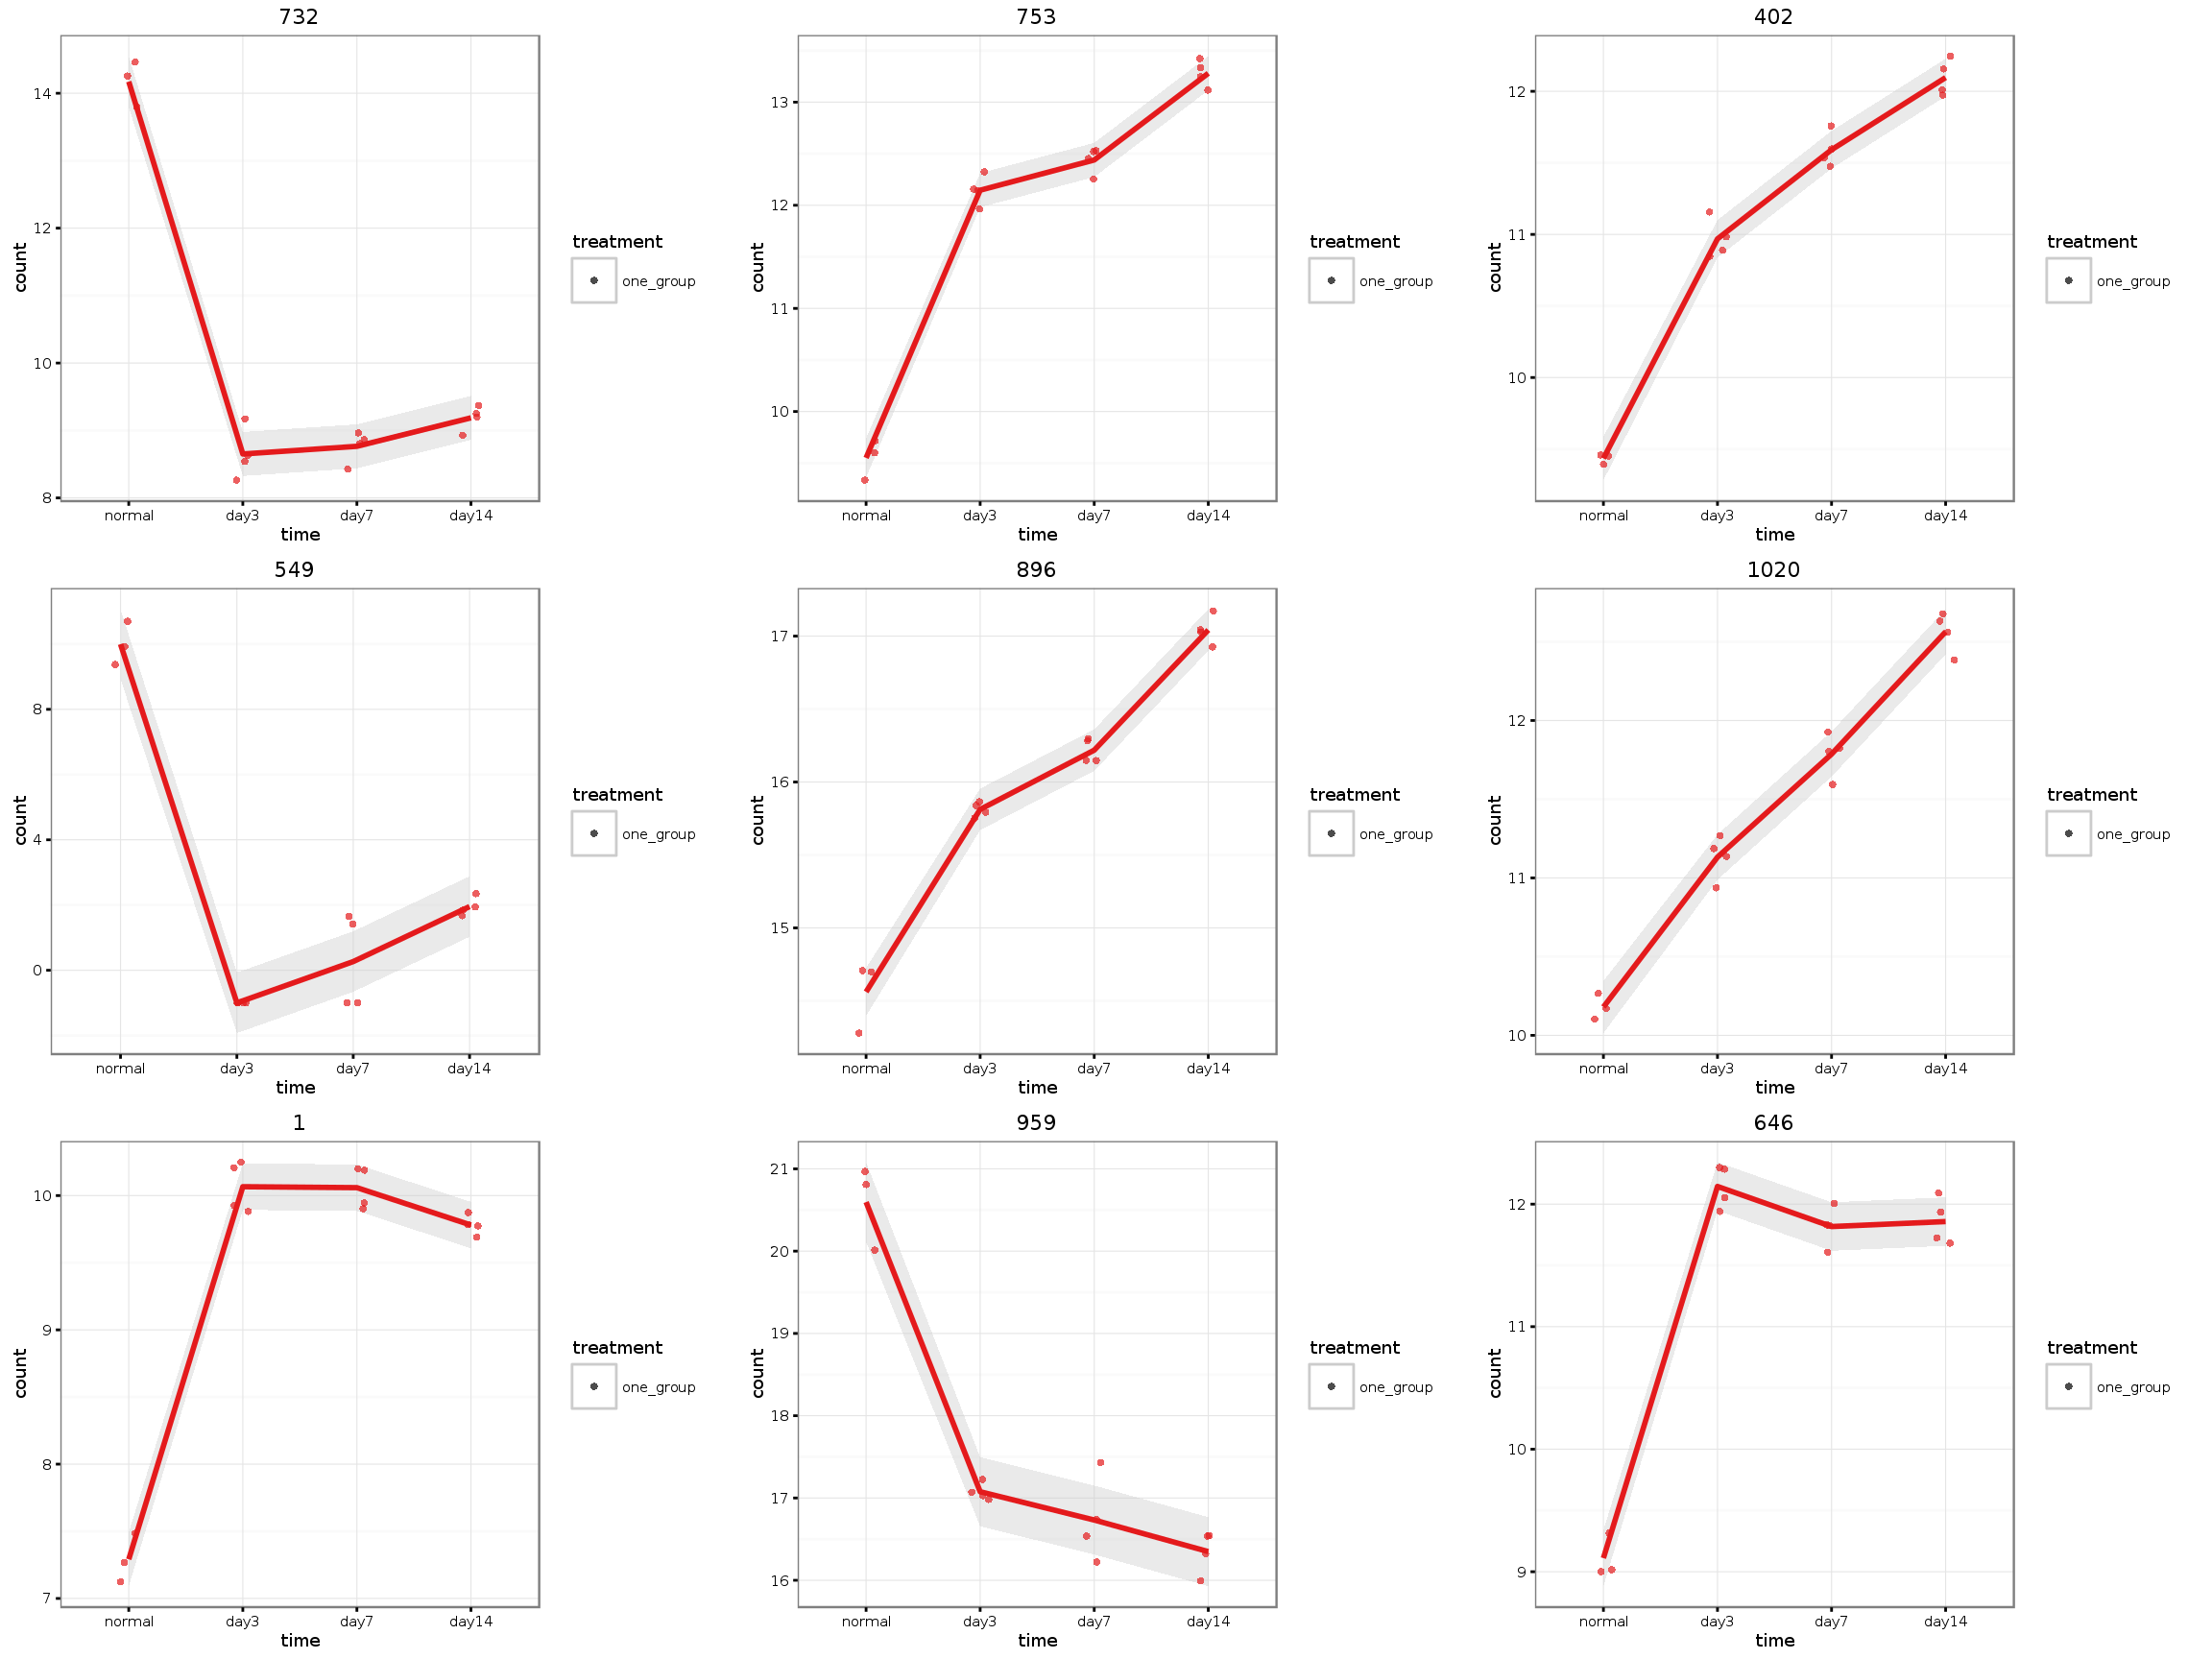 732
14
12
10
8
count
normal day3 day7 day14
time
treatment
one_group
753
13
12
11
10
count
normal day3 day7 day14
time
treatment
one_group
402
12
11
10
count
normal day3 day7 day14
time
treatment
one_group
549
8
4
0
count
normal day3 day7 day14
time
treatment
one_group
896
17
16
15
count
normal day3 day7 day14
time
treatment
one_group
1020
12
11
10
count
normal day3 day7 day14
time
treatment
one_group
1
10
9
8
7
count
normal day3 day7 day14
time
treatment
one_group
959
21
20
19
18
17
16
count
normal day3 day7 day14
time
treatment
one_group
646
12
11
10
9
count
normal day3 day7 day14
time
treatment
one_group